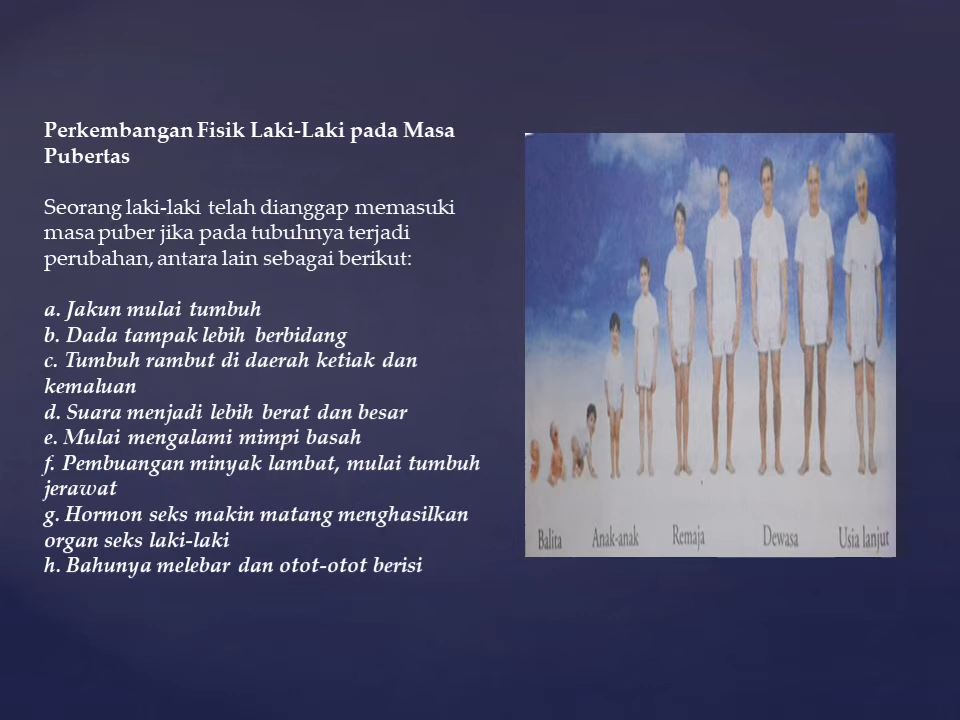 Perkembangan Fisik Laki-Laki pada Masa
Pubertas
Seorang laki-laki telah dianggap memasuki
masa puber jika pada tubuhnya terjadi
perubahan, antara lain sebagai berikut:
a. Jakun mulai tumbuh
b. Dada tampak lebih berbidang
c. Tumbuh rambut di daerah ketiak dan
kemaluan
d. Suara menjadi lebih berat dan besar
e. Mulai mengalami mimpi basah
f. Pembuangan minyak lambat, mulai tumbuh
jerawat
g. Hormon seks makin matang menghasilkan
organ seks laki-laki
h. Bahunya melebar dan otot-otot berisi
Balita Anak-anak Remaja Dewasa Usia lanjut